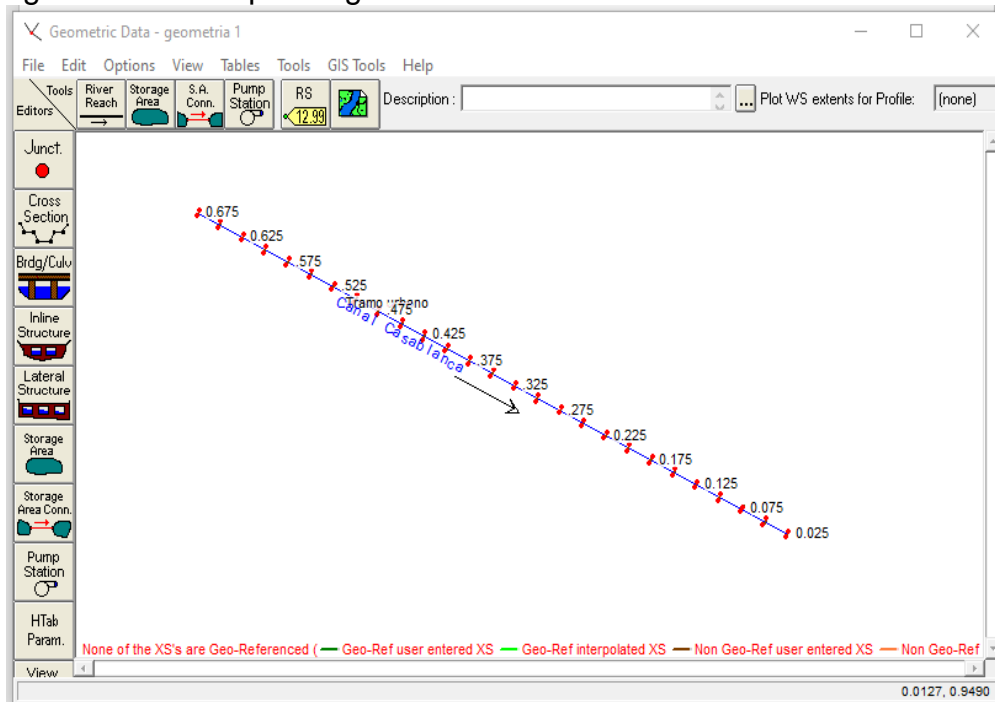 Geometric Data - geometria 1
File Edit Options View Tables Tools GIS Tools Help
Tools
Editors
River Reach
Storage Area
S.A. Conn.
Pump Station
RS
12.99
Description :
...
Plot WS extents for Profile:
(none)
Junct.
Cross Section
Brdg/Culv
Inline Structure
Lateral Structure
Storage Area
Storage Area Conn.
Pump Station
HTab Param.
View
0.675
0.625
.575
.525
Tramo urbano
.475
Canal Casablanca
0.425
.375
.325
.275
0.225
0.175
0.125
0.075
0.025
None of the XS's are Geo-Referenced ( Geo-Ref user entered XS Geo-Ref interpolated XS Non Geo-Ref user entered XS Non Geo-Ref
0.0127, 0.9490